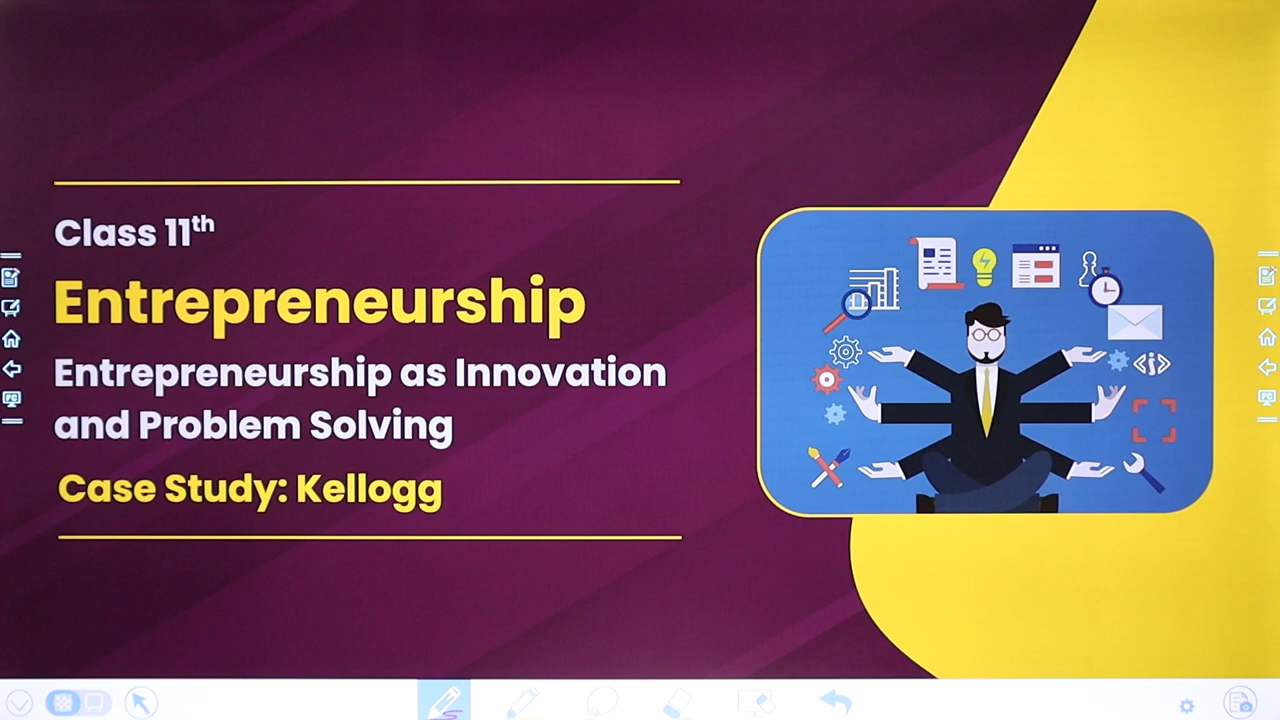 Class 11th
Entrepreneurship
Entrepreneurship as Innovation
and Problem Solving
Case Study: Kellogg